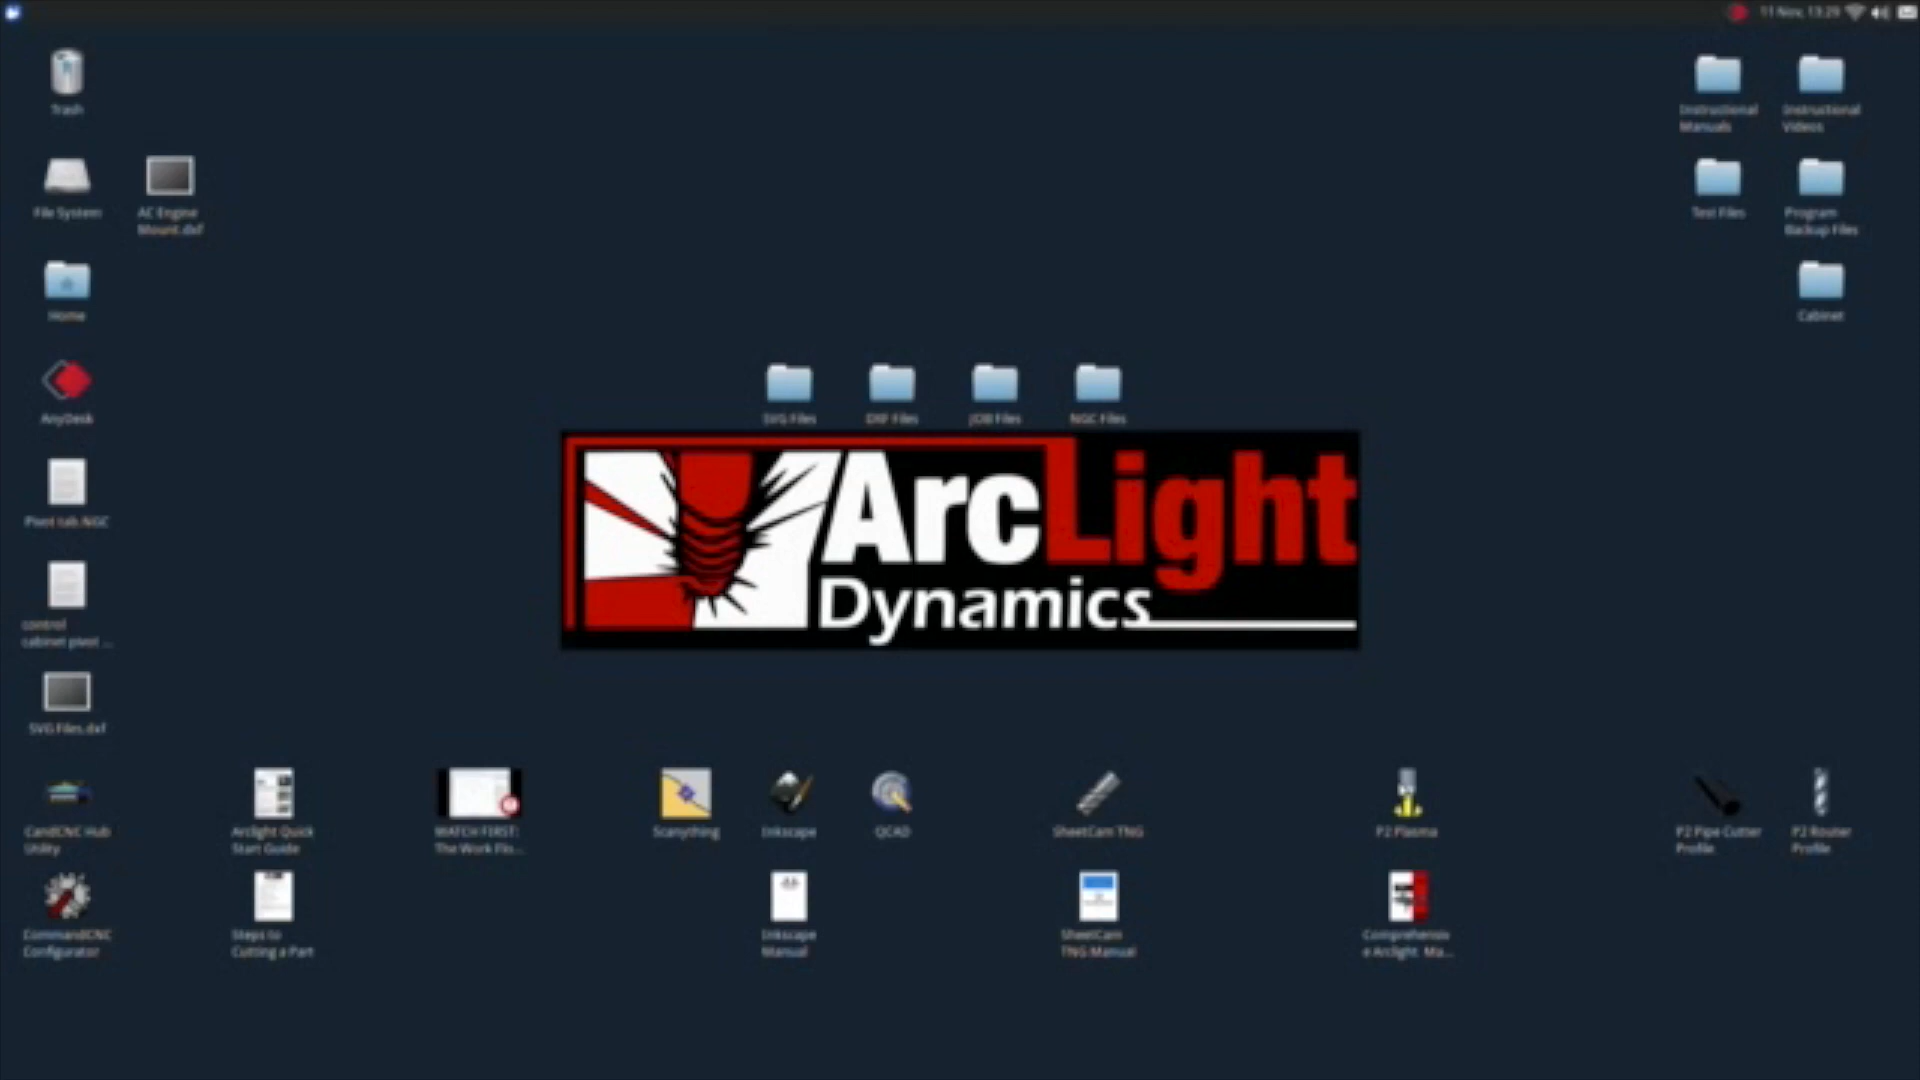 11 Nov, 13:29
Trash
Instructional
Manuals
Instructional
Videos
File System
AC Engine
Mount.dxf
Test Files
Program
Backup Files
Home
Cabinet
AnyDesk
SVG Files
DXF Files
JOB Files
NGC Files
ArcLight
Dynamics
Pivot tab.NGC
control
cabinet pivot ...
SVG Files.dxf
CandCNC Hub
Utility
Arclight Quick
Start Guide
WATCH FIRST:
The Work Flo...
Scanything
Inkscape
QCAD
SheetCam TNG
P2 Plasma
P2 Pipe Cutter
Profile
P2 Router
Profile
CommandCNC
Configurator
Steps to
Cutting a Part
Inkscape
Manual
SheetCam
TNG Manual
Comprehensiv
e Arclight Ma...